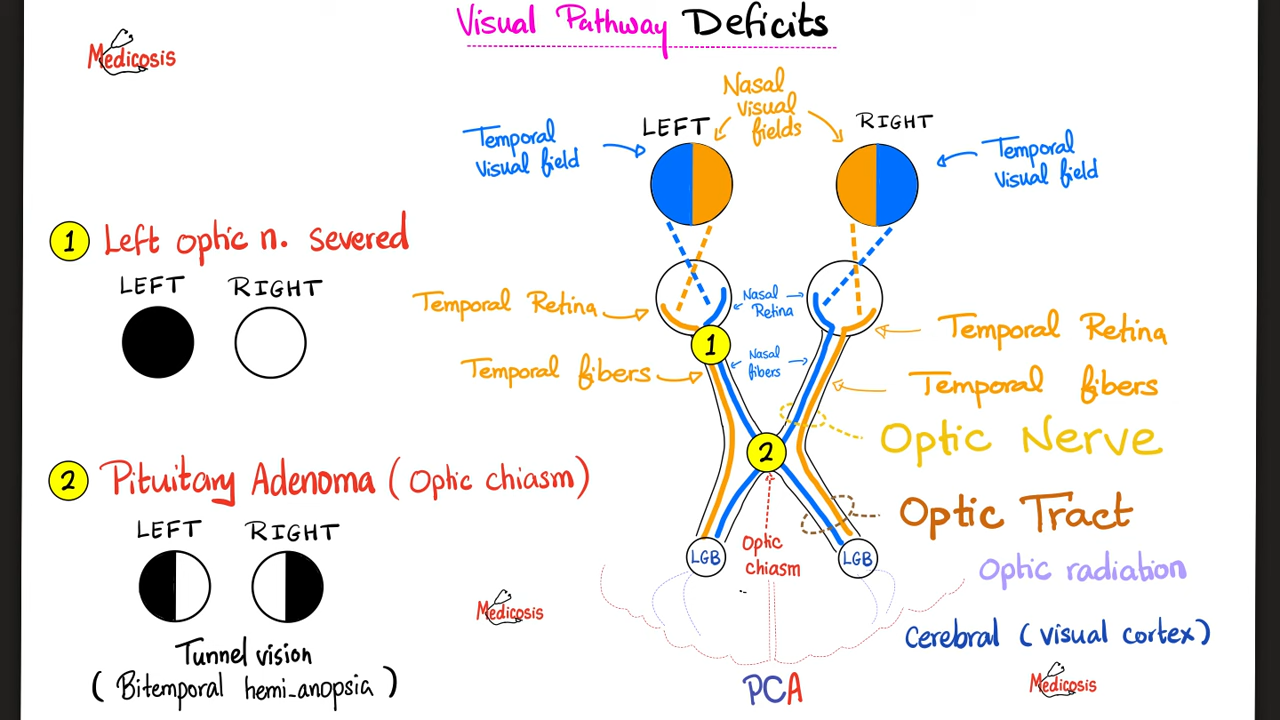 Visual Pathway Deficits
Medicosis
Nasal
visual
fields
LEFT
RIGHT
Temporal
visual field
Temporal
visual field
1 Left optic n. severed
LEFT RIGHT
Temporal Retina
Nasal
Retina
Temporal Retina
1
Temporal fibers
Nasal
fibers
Temporal fibers
Optic Nerve
2
2 Pituitary Adenoma (Optic chiasm)
LEFT RIGHT
Optic Tract
Optic
chiasm
LGB
LGB
Optic radiation
Medicosis
Cerebral (visual cortex)
Tunnel vision
(Bitemporal hemi-anopsia)
PCA
Medicosis